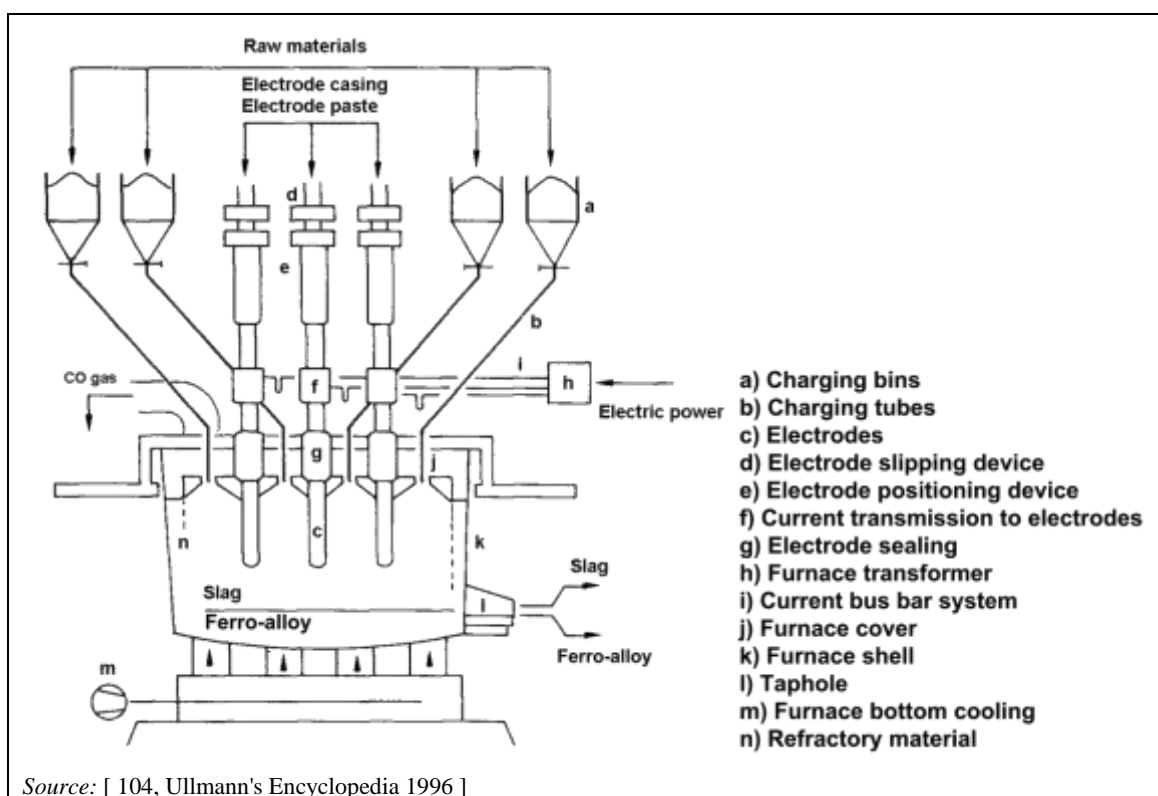 Raw materials
Electrode casing
Electrode paste
d
a
e
b
CO gas
i
f
h
Electric power
g
j
c
n
k
Slag
Slag
l
Ferro-alloy
Ferro-alloy
m
a) Charging bins
b) Charging tubes
c) Electrodes
d) Electrode slipping device
e) Electrode positioning device
f) Current transmission to electrodes
g) Electrode sealing
h) Furnace transformer
i) Current bus bar system
j) Furnace cover
k) Furnace shell
l) Taphole
m) Furnace bottom cooling
n) Refractory material
Source: [ 104, Ullmann's Encyclopedia 1996 ]